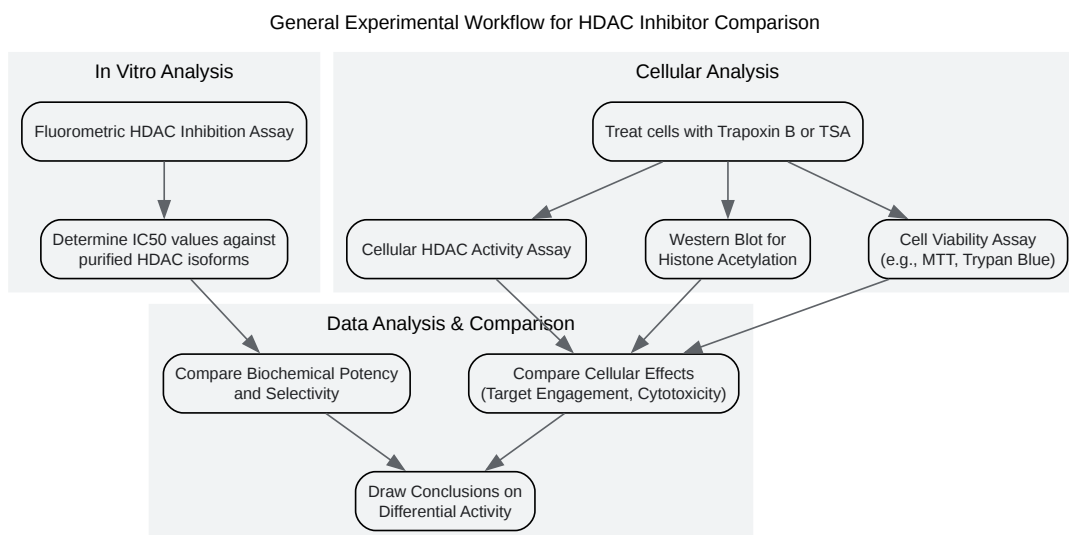 General Experimental Workflow for HDAC Inhibitor Comparison
In Vitro Analysis
Fluorometric HDAC Inhibition Assay
Determine IC50 values against
purified HDAC isoforms
Cellular Analysis
Treat cells with Trapoxin B or TSA
Cellular HDAC Activity Assay
Western Blot for
Histone Acetylation
Cell Viability Assay
(e.g., MTT, Trypan Blue)
Data Analysis & Comparison
Compare Biochemical Potency
and Selectivity
Compare Cellular Effects
(Target Engagement, Cytotoxicity)
Draw Conclusions on
Differential Activity